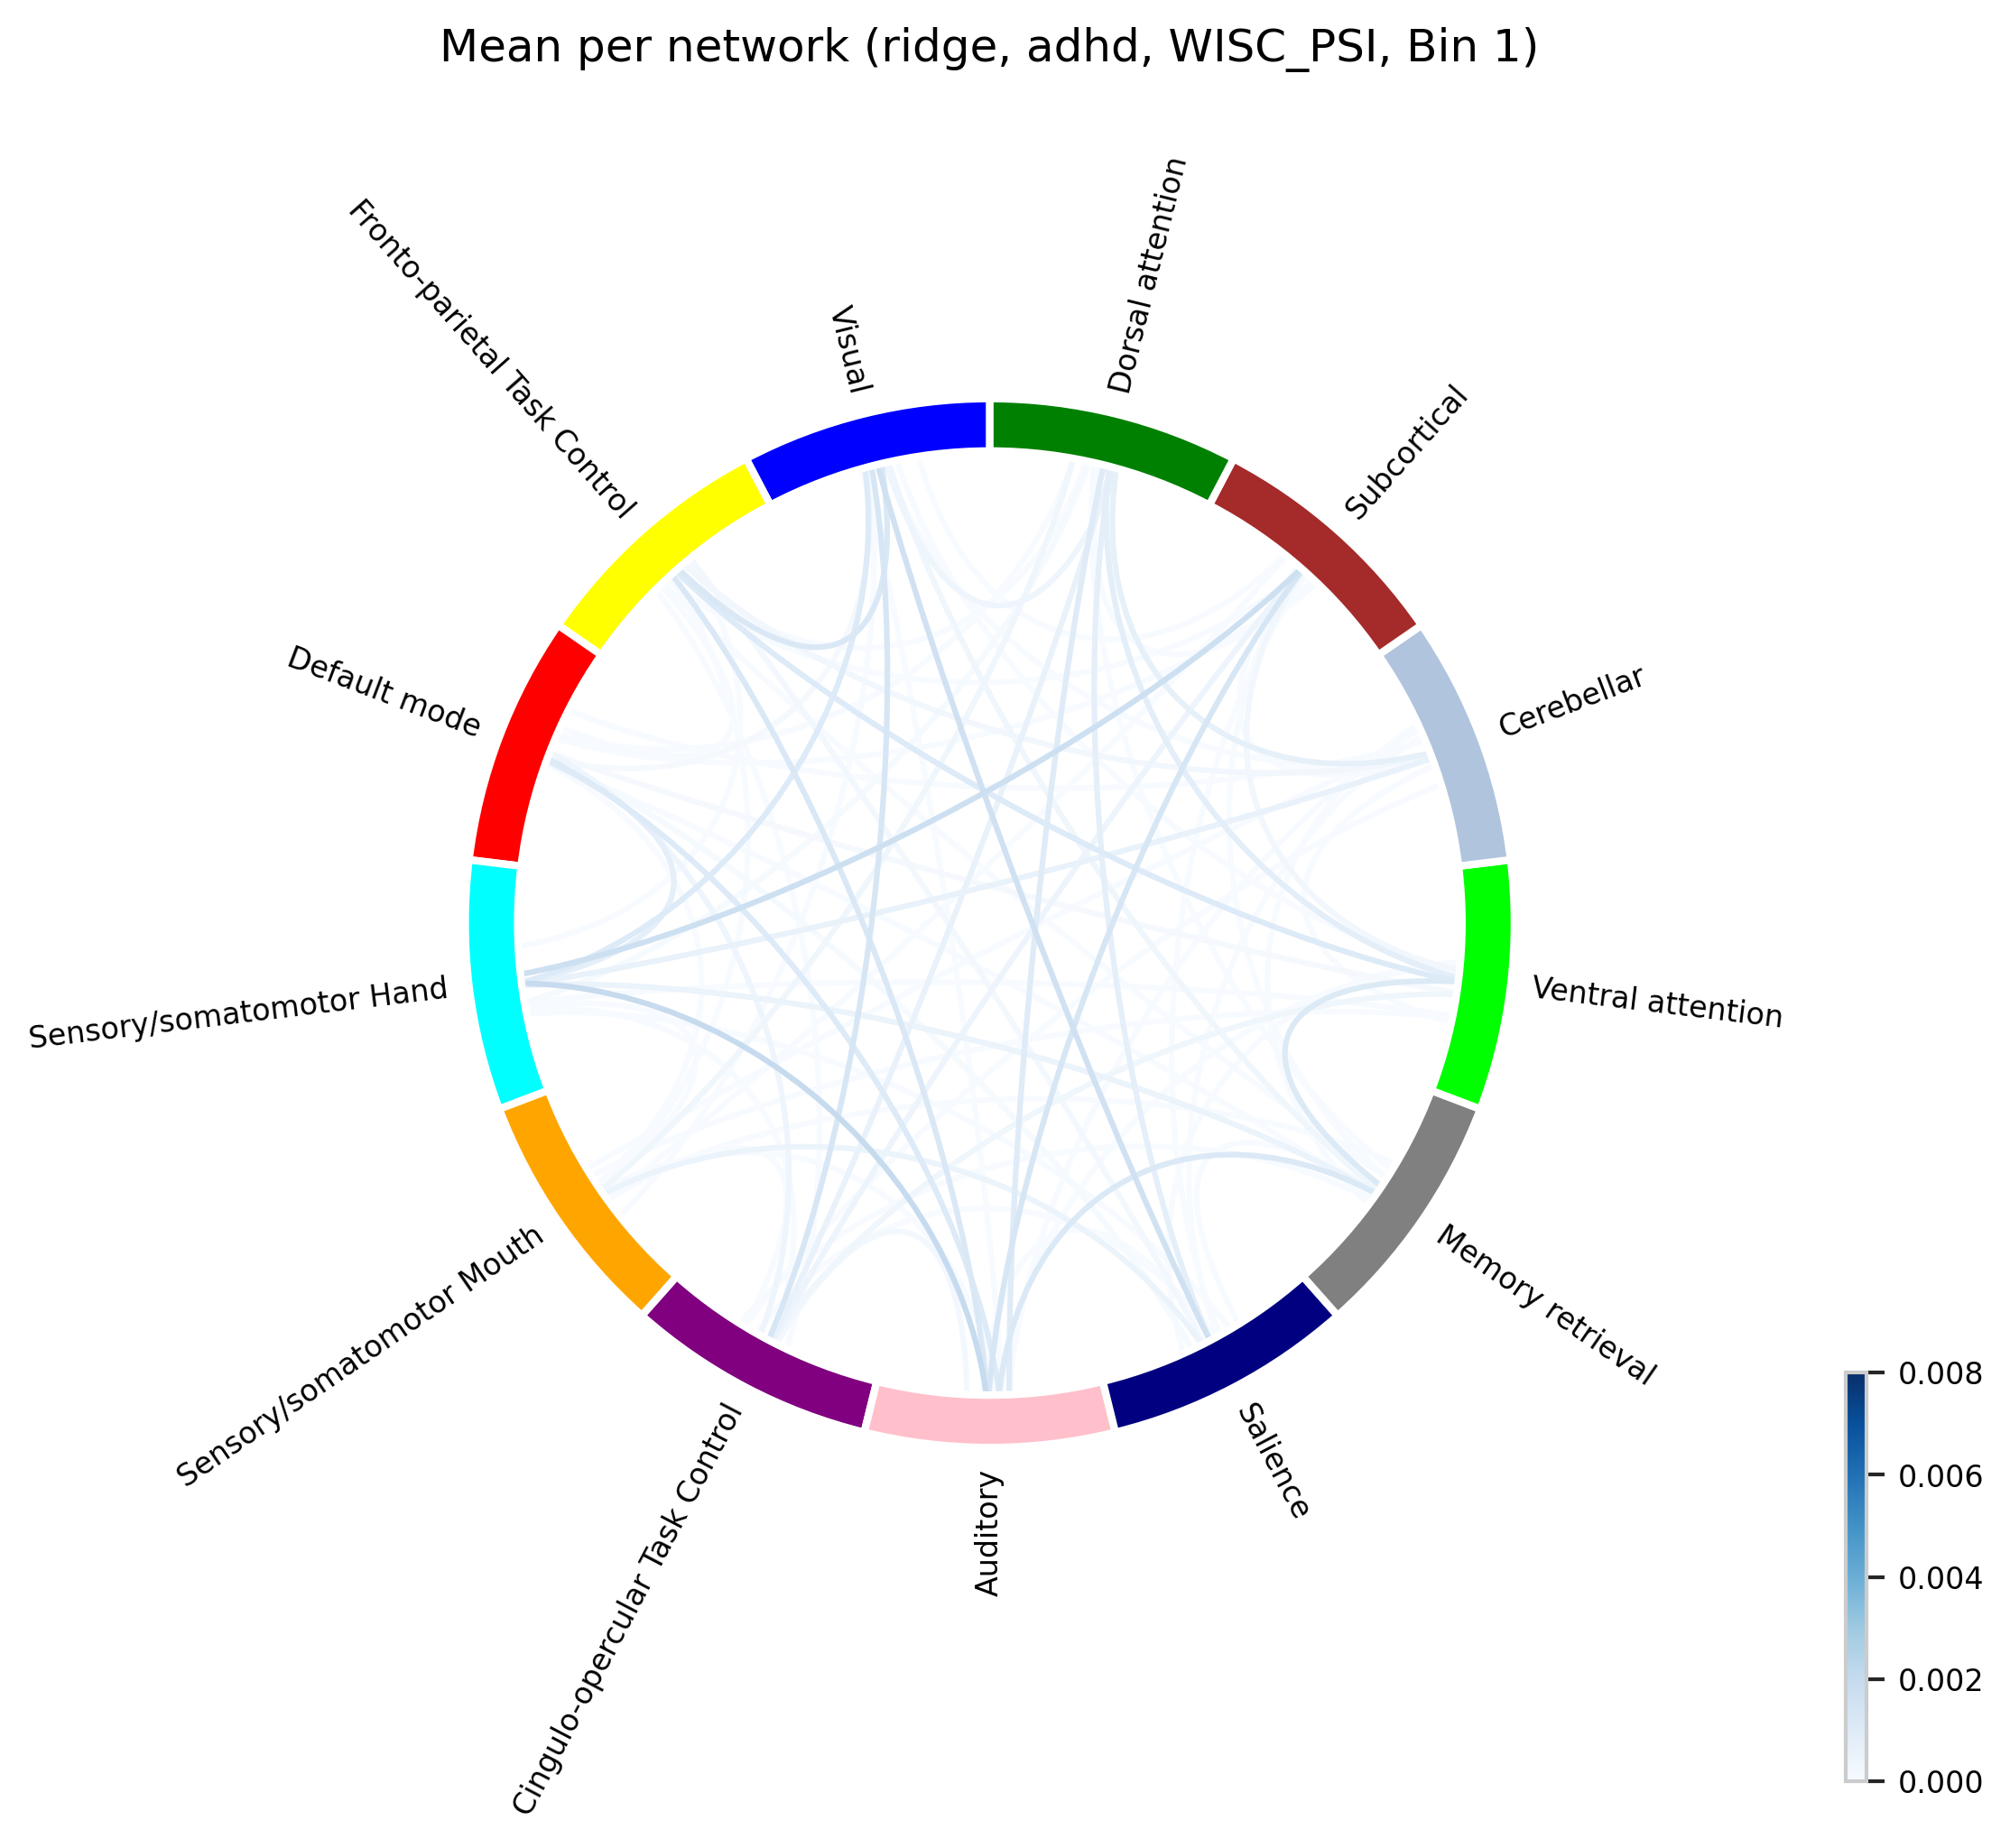 Mean per network (ridge, adhd, WISC_PSI, Bin 1)
Dorsal attention
Fronto-parietal Task Control
Visual
Subcortical
Default mode
Cerebellar
Sensory/somatomotor Hand
Ventral attention
Sensory/somatomotor Mouth
Memory retrieval
Cingulo-opercular Task Control
Auditory
Salience
0.008
0.006
0.004
0.002
0.000